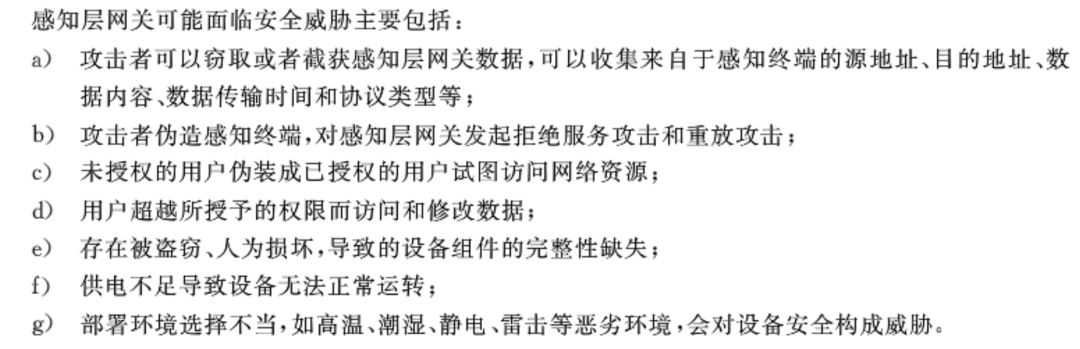 感知层网关可能面临安全威胁主要包括：
a） 攻击者可以窃取或者截获感知层网关数据，可以收集来自于感知终端的源地址、目的地址、数
据内容、数据传输时间和协议类型等；
b） 攻击者伪造感知终端，对感知层网关发起拒绝服务攻击和重放攻击；
c） 未授权的用户伪装成已授权的用户试图访问网络资源；
d） 用户超越所授予的权限而访问和修改数据；
e） 存在被盗窃、人为损坏，导致的设备组件的完整性缺失；
f） 供电不足导致设备无法正常运转；
g） 部署环境选择不当，如高温、潮湿、静电、雷击等恶劣环境，会对设备安全构成威胁。